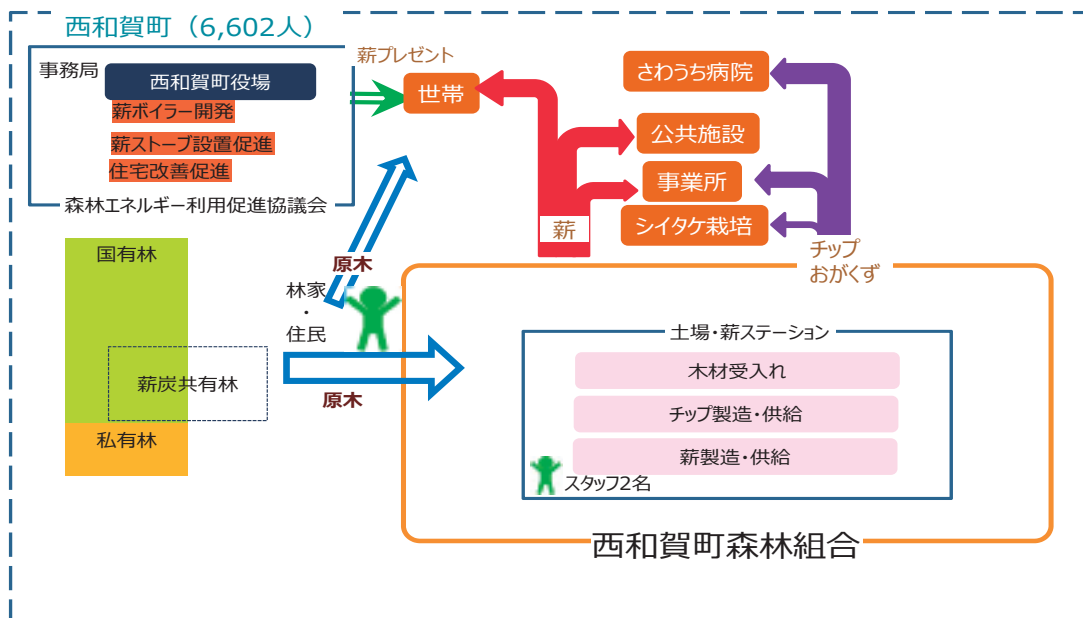 西和賀町（6,602人）
事務局
西和賀町役場
薪ボイラー開発
薪ストーブ設置促進
住宅改善促進
森林エネルギー利用促進協議会
薪プレゼント
世帯
さわうち病院
公共施設
事業所
シイタケ栽培
薪
チップ
おがくず
国有林
薪炭共有林
私有林
林家
・
住民
原木
原木
土場・薪ステーション
木材受入れ
チップ製造・供給
薪製造・供給
スタッフ2名
西和賀町森林組合